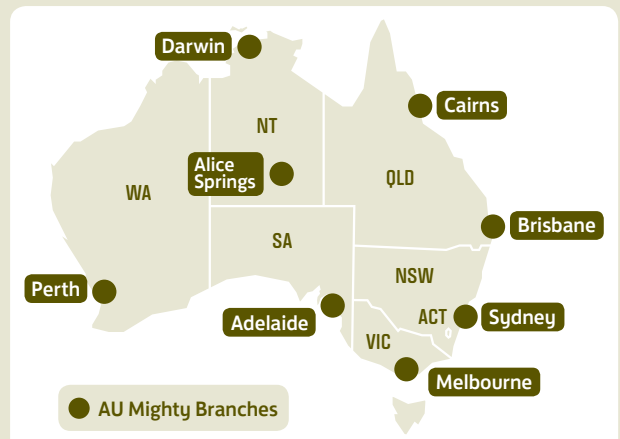 Darwin
Cairns
NT
Alice
Springs
WA
QLD
Brisbane
SA
NSW
Perth
Adelaide
ACT
Sydney
VIC
Melbourne
AU Mighty Branches